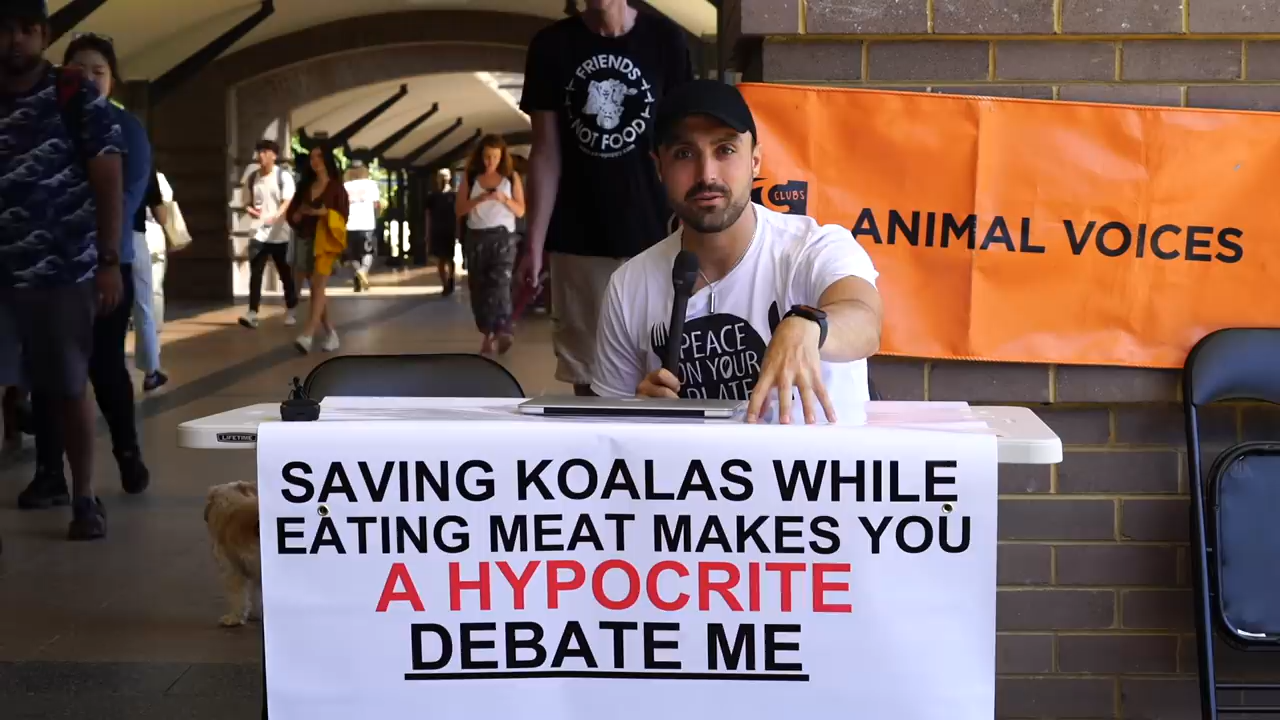 FRIENDS
NOT FOOD
CLUBS
ANIMAL VOICES
PEACE
ON YOUR
PLATE
LIFETIME
SAVING KOALAS WHILE
EATING MEAT MAKES YOU
A HYPOCRITE
DEBATE ME